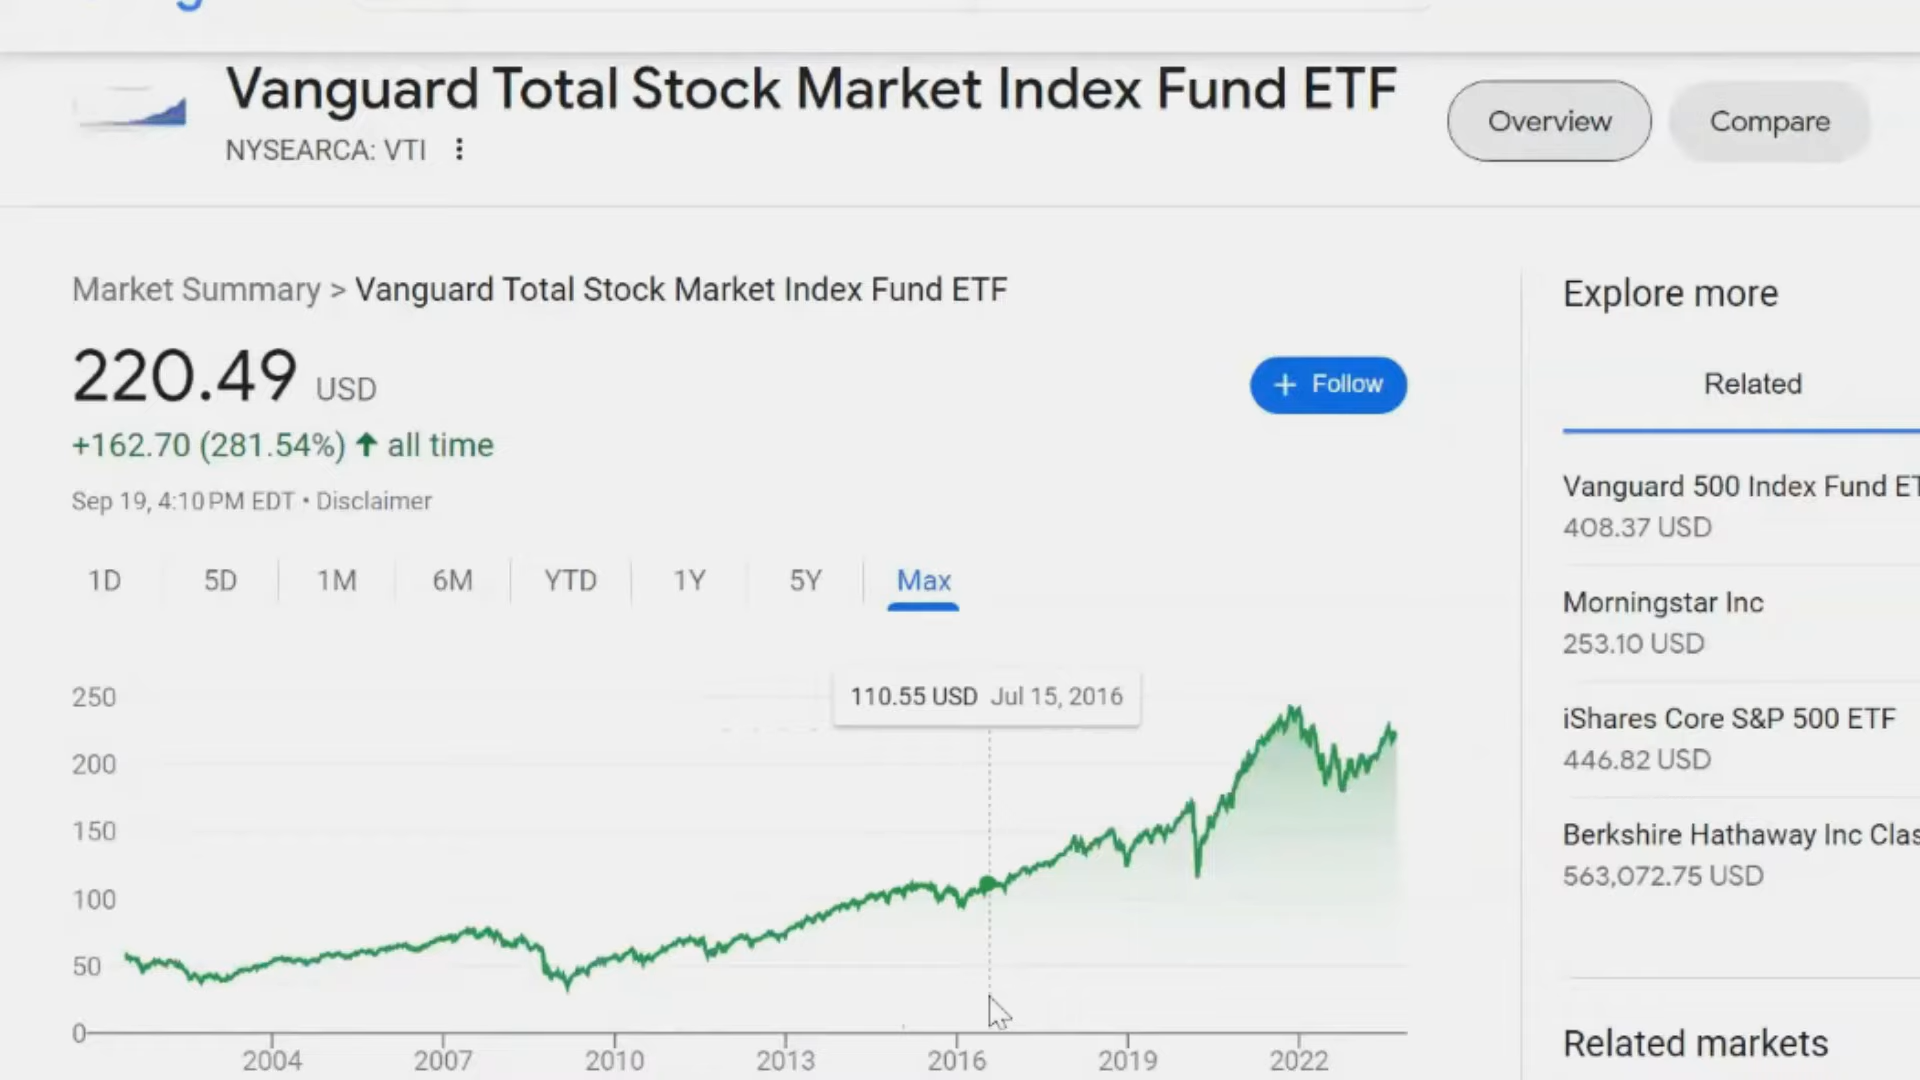 Vanguard Total Stock Market Index Fund ETF
NYSEARCA: VTI
Overview
Compare
Market Summary > Vanguard Total Stock Market Index Fund ETF
220.49 USD
+162.70 (281.54%) ↑ all time
Sep 19, 4:10 PM EDT • Disclaimer
+ Follow
1D 5D 1M 6M YTD 1Y 5Y Max
110.55 USD Jul 15, 2016
250
200
150
100
50
0
2004 2007 2010 2013 2016 2019 2022
Explore more
Related
Vanguard 500 Index Fund
408.37 USD
Morningstar Inc
253.10 USD
iShares Core S&P 500 ETF
446.82 USD
Berkshire Hathaway Inc
563,072.75 USD
Related markets